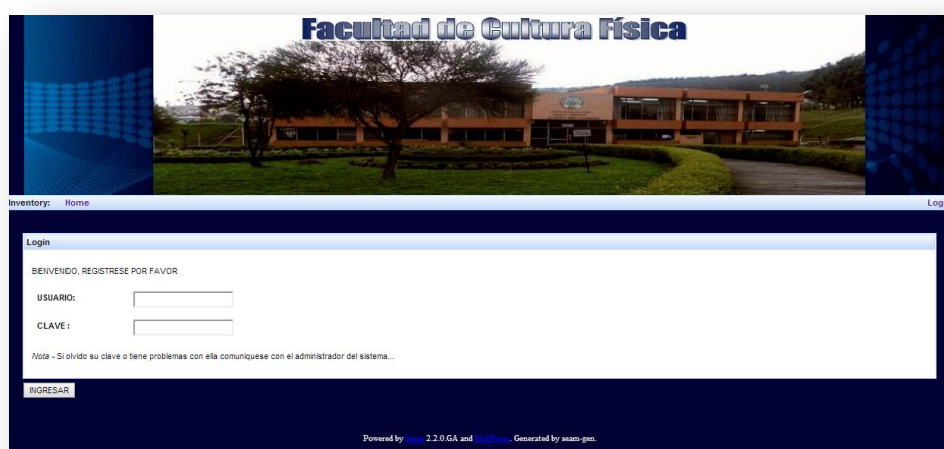 Facultad de Cultura Física
Inventory: Home Log
Login
BIENVENIDO, REGISTRESE POR FAVOR
USUARIO:
CLAVE :
Nota - Si olvido su clave o tiene problemas con ella comuniquese con el administrador del sistema...
INGRESAR
Powered by Seam 2.2.0.GA and RichFaces. Generated by seam-gen.